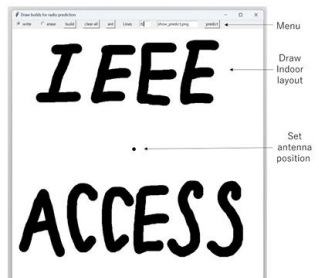 Draw builds for radio prediction
write erase build clear all ant Lines show_predict.png predict
Menu
IEEE
Draw
Indoor
layout
Set
antenna
position
ACCESS